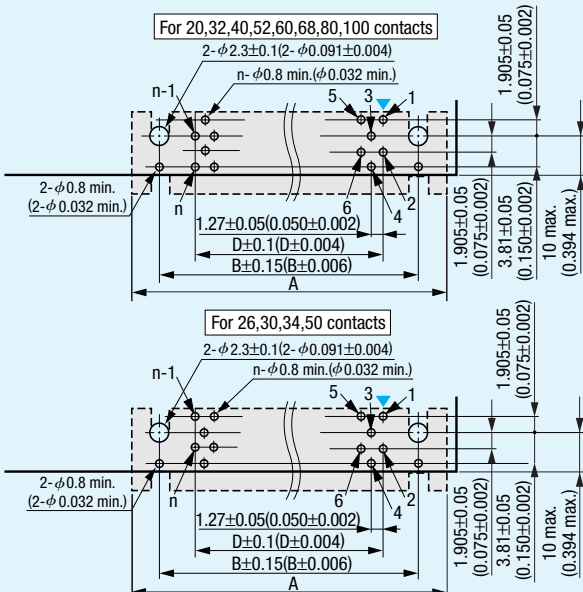 For 20,32,40,52,60,68,80,100 contacts
2-φ2.3±0.1(2-φ0.091±0.004)
n-1
n-φ0.8 min.(φ0.032 min.)
3
5
1
2-φ0.8 min.
(2-φ0.032 min.)
n
6
4
2
1.27±0.05(0.050±0.002)
D±0.1(D±0.004)
B±0.15(B±0.006)
A
1.905±0.05
(0.075±0.002)
1.905±0.05
(0.075±0.002)
3.81±0.05
(0.150±0.002)
10 max.
(0.394 max.)
For 26,30,34,50 contacts
2-φ2.3±0.1(2-φ0.091±0.004)
n-1
n-φ0.8 min.(φ0.032 min.)
3
5
1
2-φ0.8 min.
(2-φ0.032 min.)
n
6
4
2
1.27±0.05(0.050±0.002)
D±0.1(D±0.004)
B±0.15(B±0.006)
A
1.905±0.05
(0.075±0.002)
1.905±0.05
(0.075±0.002)
3.81±0.05
(0.150±0.002)
10 max.
(0.394 max.)